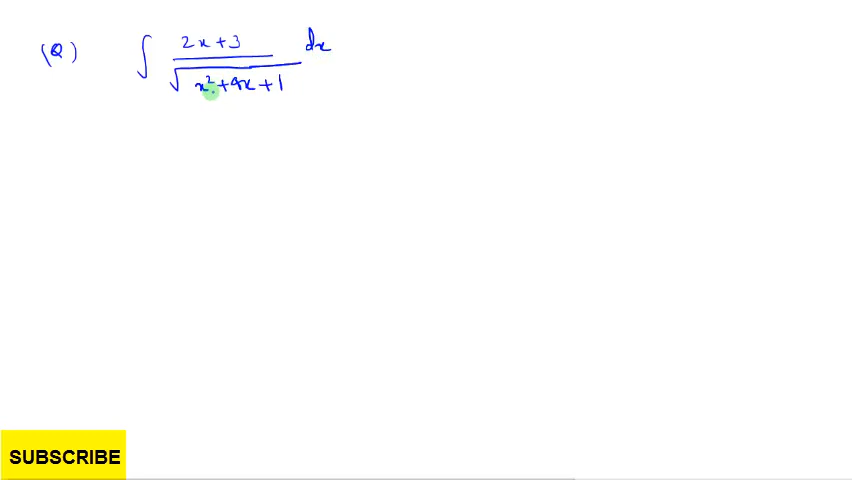 (Q) ∫ (2x+3)/√(x²+4x+1) dx
SUBSCRIBE